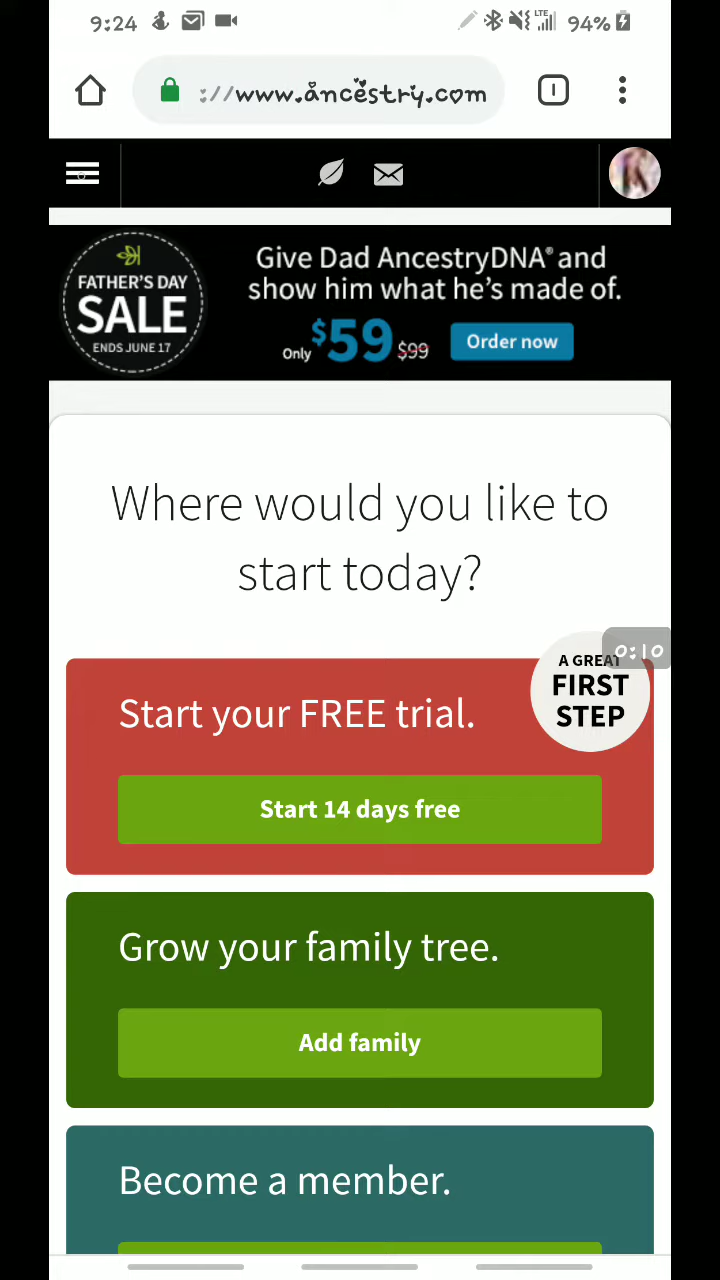 9:24
LTE 94%
://www.ancestry.com
1
FATHER'S DAY
SALE
ENDS JUNE 17
Give Dad AncestryDNA® and
show him what he's made of.
Only $59 $99 Order now
Where would you like to
start today?
A GREAT
FIRST
STEP
0:10
Start your FREE trial.
Start 14 days free
Grow your family tree.
Add family
Become a member.